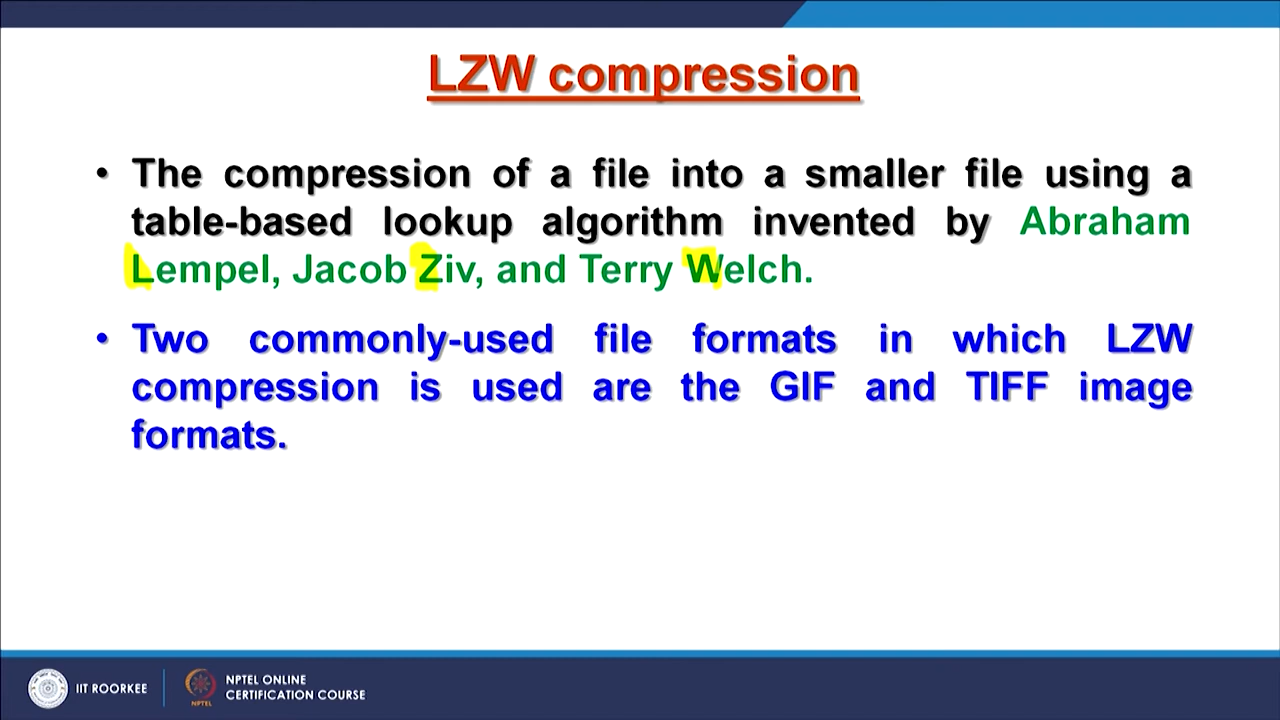 LZW compression
• The compression of a file into a smaller file using a
table-based lookup algorithm invented by Abraham
Lempel, Jacob Ziv, and Terry Welch.
• Two commonly-used file formats in which LZW
compression is used are the GIF and TIFF image
formats.
IIT ROORKEE
NPTEL
NPTEL ONLINE
CERTIFICATION COURSE